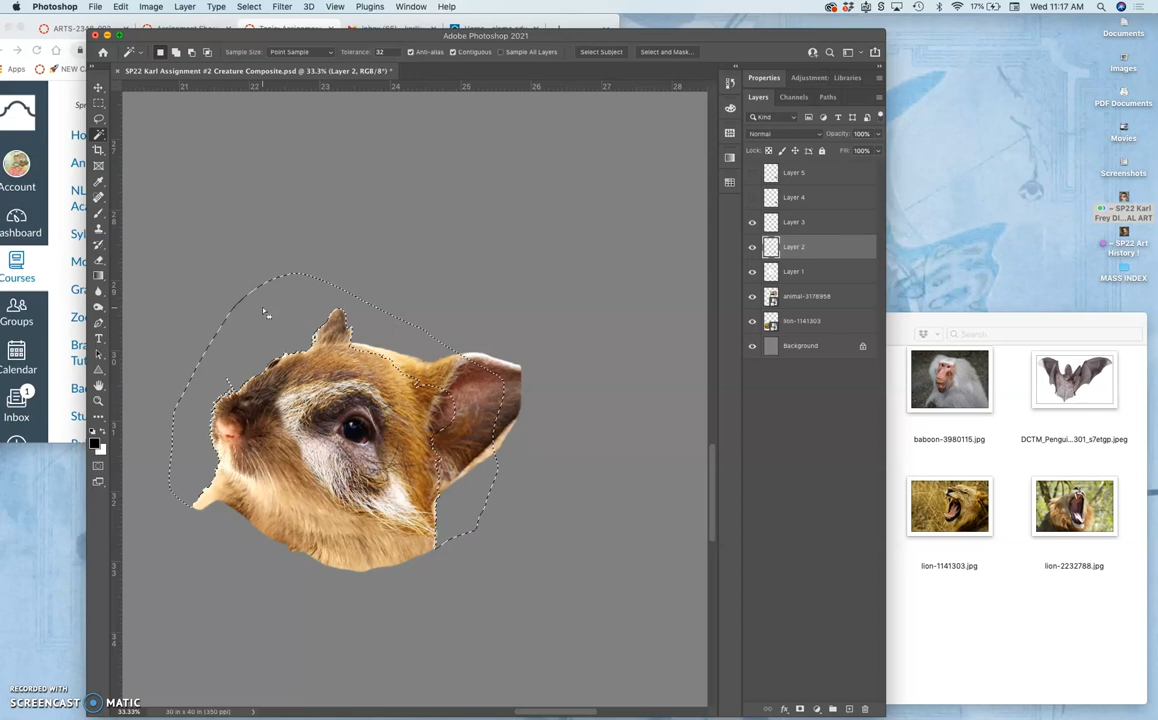 Photoshop File Edit Image Layer Type Select Filter 3D View Plugins Window Help 17% Wed 11:17 AM
Adobe Photoshop 2021
Sample Size: Point Sample Tolerance: 32 Anti-alias Contiguous Sample All Layers Select Subject Select and Mask...
SP22 Karl Assignment #2 Creature Composite.psd @ 33.3% (Layer 2, RGB/8*) *
21 22 23 24 25 26 27 28
Apps NEW C
Account
Dashboard
Courses
Groups
Calendar
Inbox
1
Properties Adjustment: Libraries
Layers Channels Paths
Kind
Normal Opacity: 100%
Lock: Fill: 100%
Layer 5
Layer 4
Layer 3
Layer 2
Layer 1
animal-3178958
lion-1141303
Background
33.33% 30 in x 40 in (350 ppi)
Documents
Images
PDF Documents
Movies
Screenshots
~ SP22 Karl
Frey DI...AL ART
~ SP22 Art
History !
MASS INDEX
Search
baboon-3980115.jpg DCTM_Pengui...301_s7etgp.jpeg
lion-1141303.jpg lion-2232788.jpg
RECORDED WITH
SCREENCAST MATIC